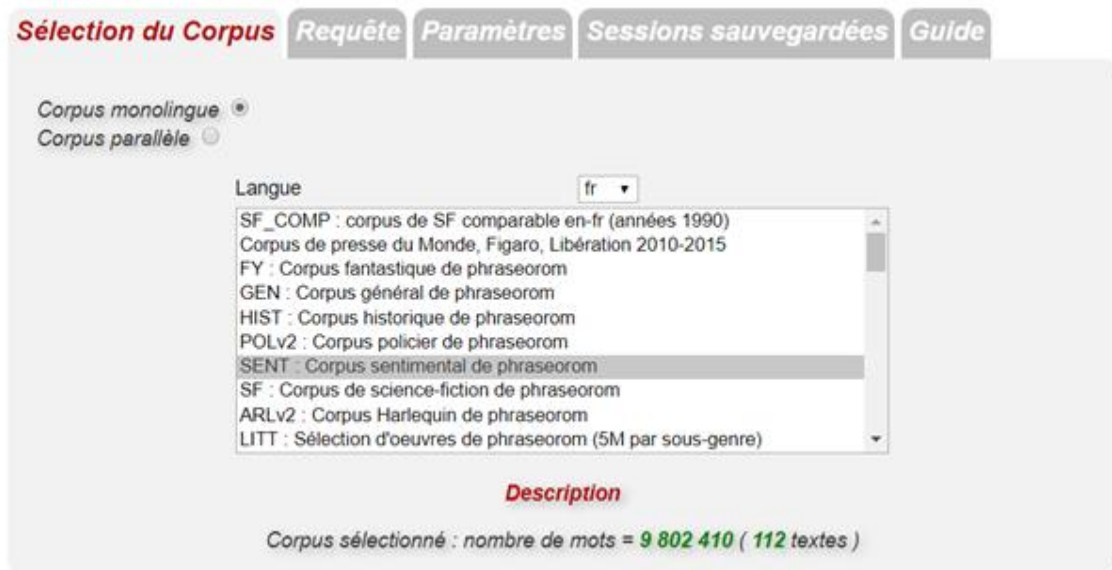 Sélection du Corpus Requête Paramètres Sessions sauvegardées Guide
Corpus monolingue
Corpus parallèle
Langue fr
SF_COMP : corpus de SF comparable en-fr (années 1990)
Corpus de presse du Monde, Figaro, Libération 2010-2015
FY : Corpus fantastique de phraseorom
GEN : Corpus général de phraseorom
HIST : Corpus historique de phraseorom
POLv2 : Corpus policier de phraseorom
SENT : Corpus sentimental de phraseorom
SF : Corpus de science-fiction de phraseorom
ARLv2 : Corpus Harlequin de phraseorom
LITT : Sélection d'oeuvres de phraseorom (5M par sous-genre)
Description
Corpus sélectionné : nombre de mots = 9 802 410 ( 112 textes )